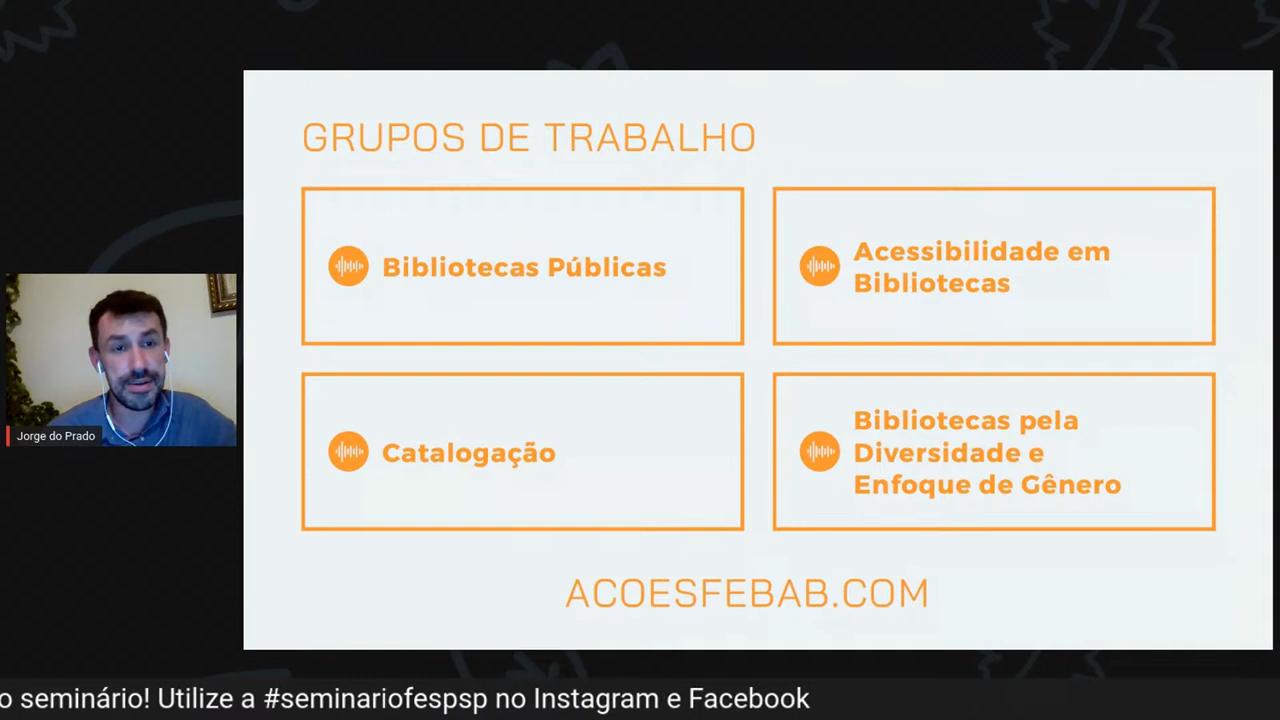 GRUPOS DE TRABALHO
Bibliotecas Públicas
Acessibilidade em
Bibliotecas
Catalogação
Bibliotecas pela
Diversidade e
Enfoque de Gênero
ACOESFEBAB.COM
Jorge do Prado
o seminário! Utilize a #seminariofespsp no Instagram e Facebook